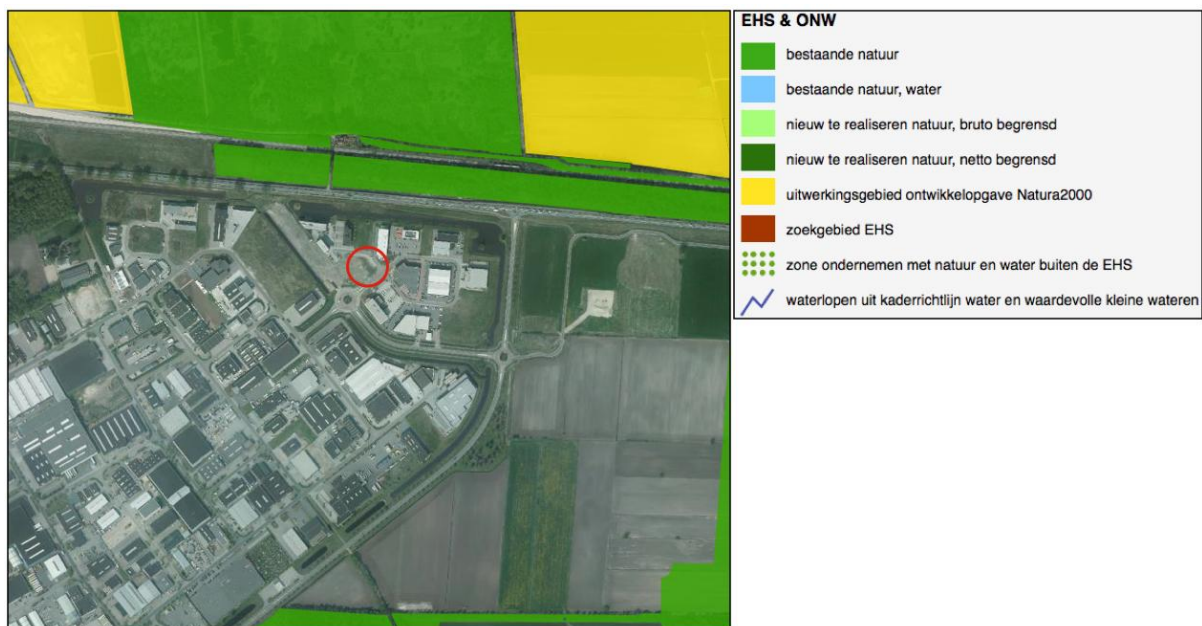 EHS & ONW
bestaande natuur
bestaande natuur, water
nieuw te realiseren natuur, bruto begrensd
nieuw te realiseren natuur, netto begrensd
uitwerkingsgebied ontwikkelopgave Natura2000
zoekgebied EHS
zone ondernemen met natuur en water buiten de EHS
waterlopen uit kaderrichtlijn water en waardevolle kleine wateren